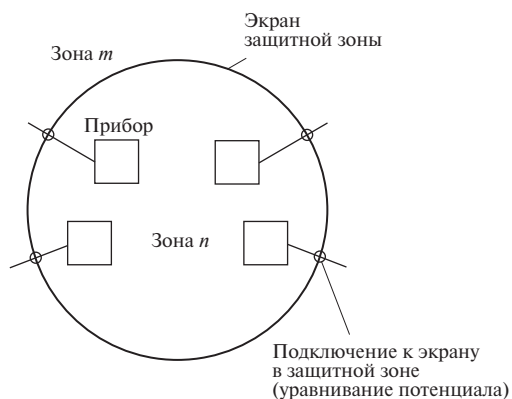 Экран
защитной зоны
Зона m
Прибор
Зона n
Подключение к экрану
в защитной зоне
(уравнивание потенциала)